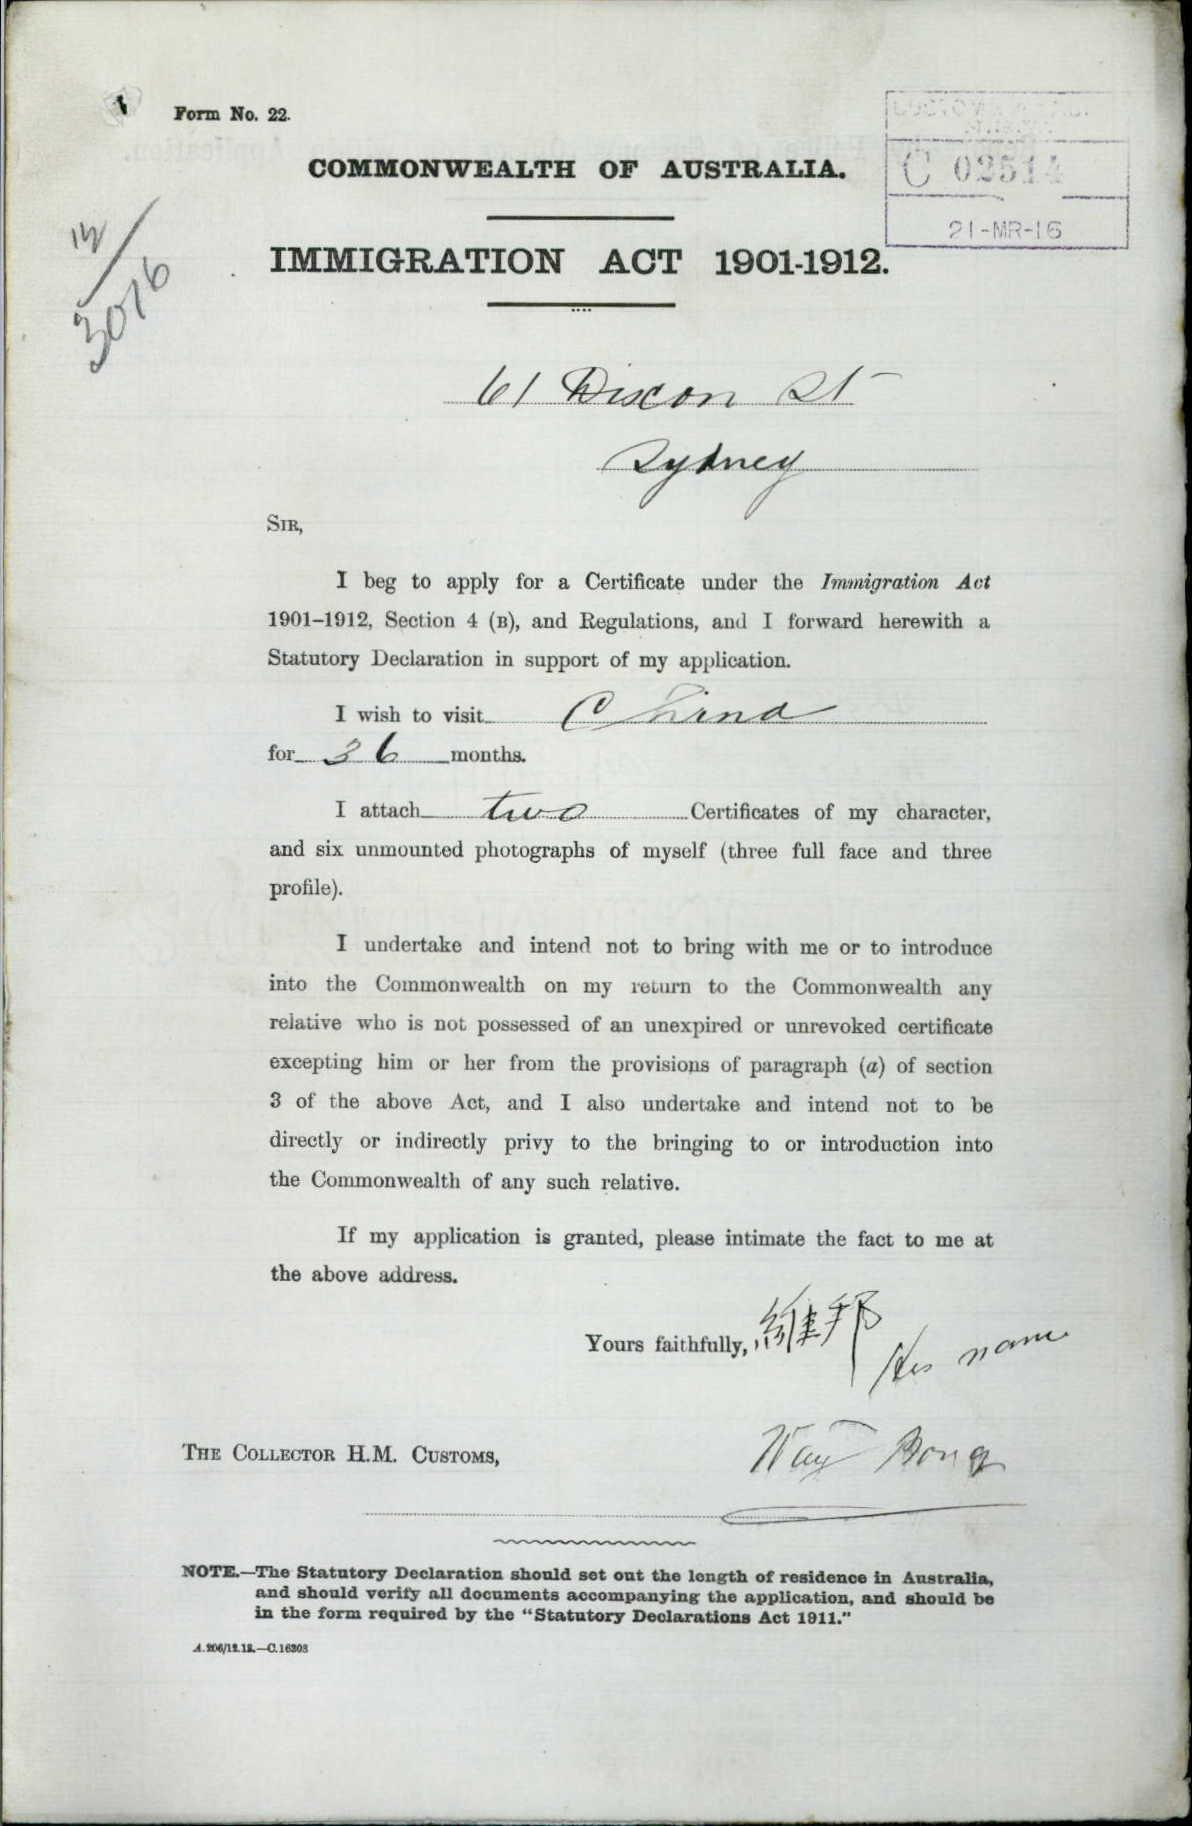 Form No. 22.
COMMONWEALTH OF AUSTRALIA.
C 02514
21-MR-16
IMMIGRATION ACT 1901-1912.
61 Dixon St
Sydney
SIR,
I beg to apply for a Certificate under the Immigration Act
1901–1912, Section 4 (B), and Regulations, and I forward herewith a
Statutory Declaration in support of my application.
I wish to visit China
for 36 months.
I attach two Certificates of my character,
and six unmounted photographs of myself (three full face and three
profile).
I undertake and intend not to bring with me or to introduce
into the Commonwealth on my return to the Commonwealth any
relative who is not possessed of an unexpired or unrevoked certificate
excepting him or her from the provisions of paragraph (a) of section
3 of the above Act, and I also undertake and intend not to be
directly or indirectly privy to the bringing to or introduction into
the Commonwealth of any such relative.
If my application is granted, please intimate the fact to me at
the above address.
Yours faithfully, 維邦
His name
Way Bong
THE COLLECTOR H.M. CUSTOMS,
NOTE.—The Statutory Declaration should set out the length of residence in Australia,
and should verify all documents accompanying the application, and should be
in the form required by the "Statutory Declarations Act 1911."
A.206/12.12.—C.16303